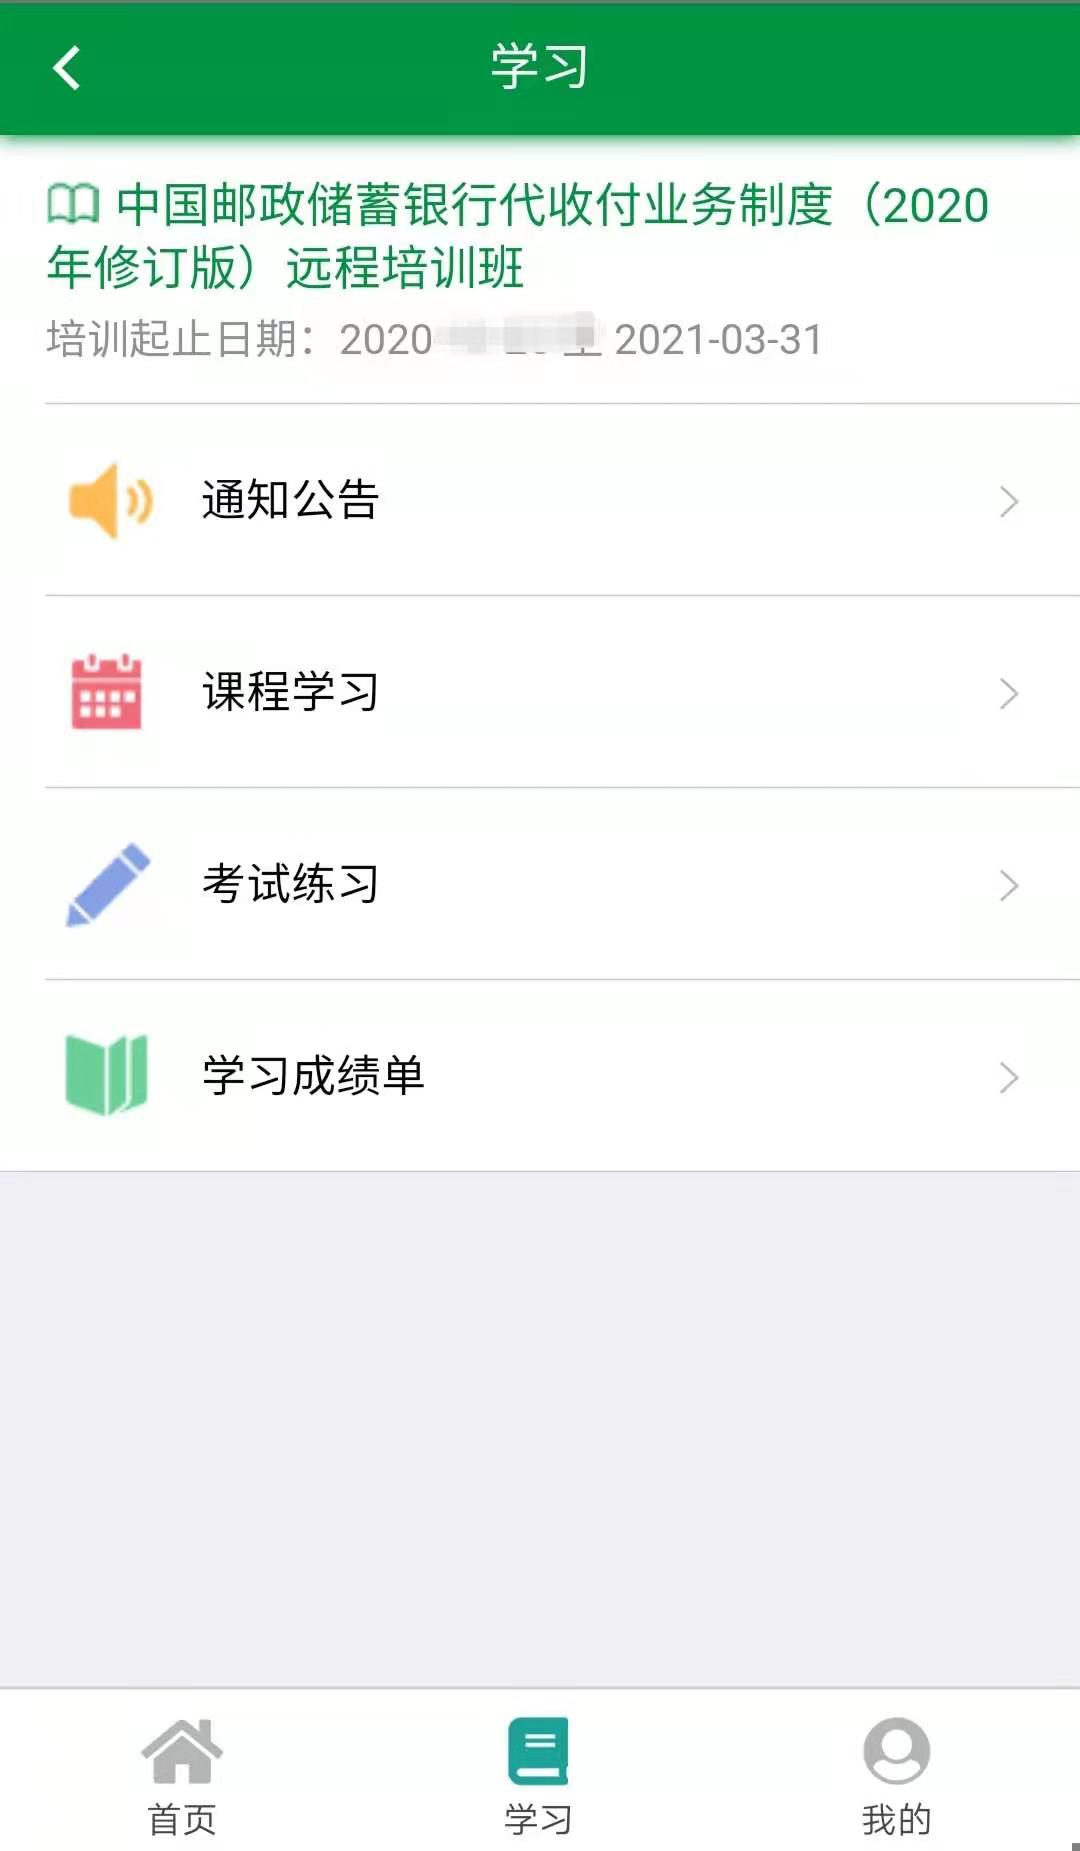 学习
中国邮政储蓄银行代收付业务制度（2020
年修订版）远程培训班
培训起止日期：2020 2021-03-31
通知公告
课程学习
考试练习
学习成绩单
首页
学习
我的